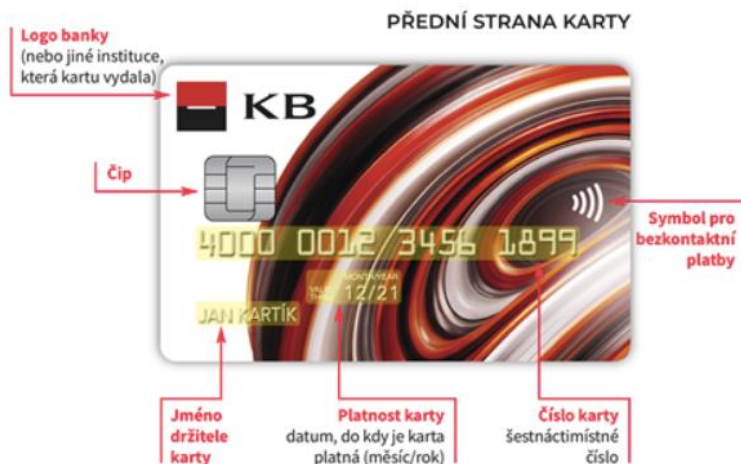 PŘEDNÍ STRANA KARTY
Logo banky
(nebo jiné instituce,
která kartu vydala)
KB
Čip
Symbol pro
bezkontaktní
platby
4000 0012 3456 1899
MONTH/YEAR
VALID
THRU 12/21
JAN KARTÍK
Jméno
držitele
karty
Platnost karty
datum, do kdy je karta
platná (měsíc/rok)
Číslo karty
šestnáctimístné
číslo